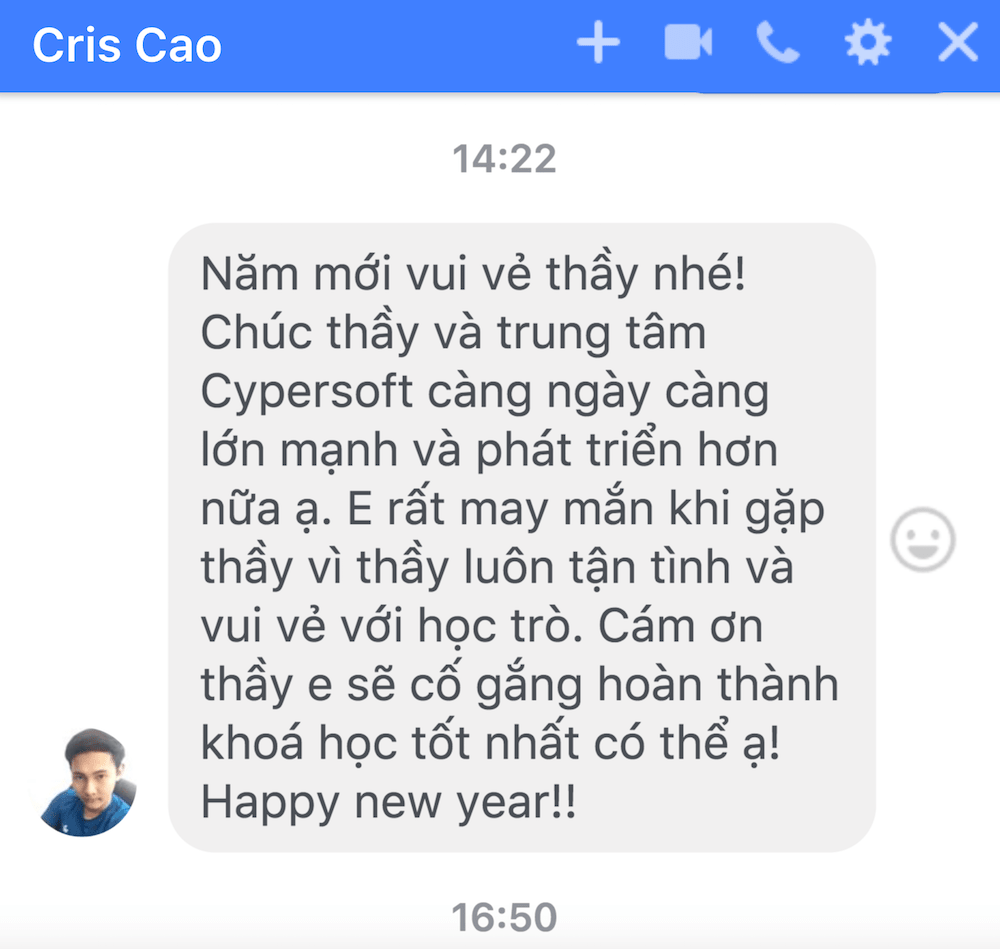 Cris Cao
14:22
Năm mới vui vẻ thầy nhé!
Chúc thầy và trung tâm
Cypersoft càng ngày càng
lớn mạnh và phát triển hơn
nữa ạ. E rất may mắn khi gặp
thầy vì thầy luôn tận tình và
vui vẻ với học trò. Cám ơn
thầy e sẽ cố gắng hoàn thành
khoá học tốt nhất có thể ạ!
Happy new year!!
16:50